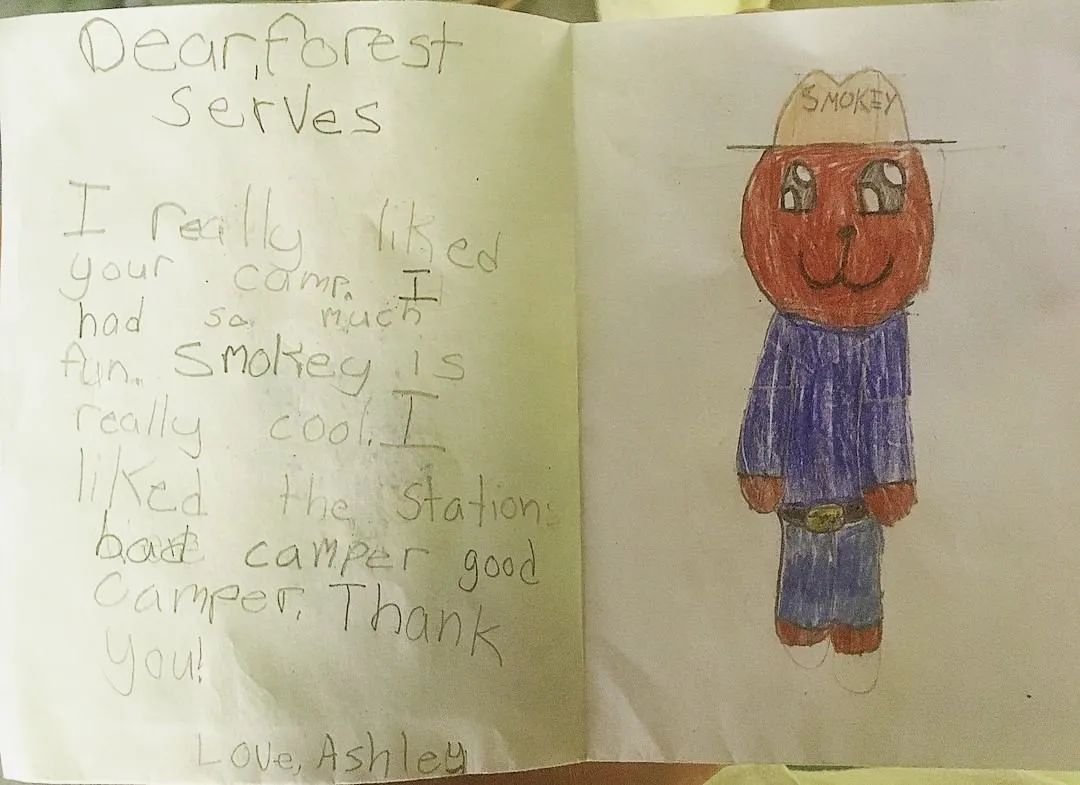 Dear, forest
serves
I really liked
your camp. I
had so much
fun. Smokey is
really cool. I
liked the station:
bad camper good
camper. Thank
you!
Love, Ashley
SMOKEY